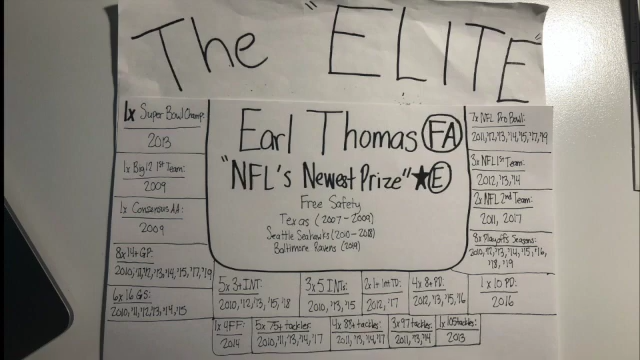 The "ELITE"
1x Super Bowl Champ:
2013
1x Big 12 1st Team:
2009
1x Consensus AA:
2009
8x 14+ GP:
2010, '11, '12, '13, '14, '15, '17, '19
6x 16 GS:
2010, '11, '12, '13, '14, '15
Earl Thomas FA
"NFL's Newest Prize" ★ E
Free Safety
Texas (2007-2009)
Seattle Seahawks (2010-2018)
Baltimore Ravens (2019)
7x NFL Pro Bowl:
2011, '12, '13, '14, '15, '17, '19
3x NFL 1st Team:
2012, '13, '14
2x NFL 2nd Team:
2011, 2017
8x Playoffs Seasons:
2010, '12, '13, '14, '15, '16,
'18, '19
1x 10 PD:
2016
5x 3+ INT:
2010, '12, '13, '15, '18
3x 5 INTs:
2010, '13, '15
2x 1+ Int TD:
2012, '17
4x 8+ PD:
2012, '13, '15, '16
1x 4FF:
2014
5x 75+ tackles:
2010, '11, '13, '14, '17
4x 88+ tackles:
2011, '13, '14, '17
3x 97+ tackles:
2011, '13, '14
1x 105 tackles:
2013